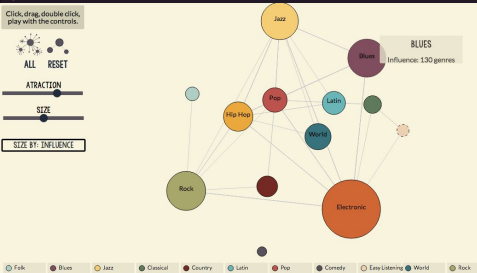 Click, drag, double click,
play with the controls.
ALL RESET
ATRACTION
SIZE
SIZE BY: INFLUENCE
Jazz
Blues
BLUES
Influence: 130 genres
Pop
Latin
Hip Hop
World
Rock
Electronic
Folk Blues Jazz Classical Country Latin Pop Comedy Easy Listening World Rock